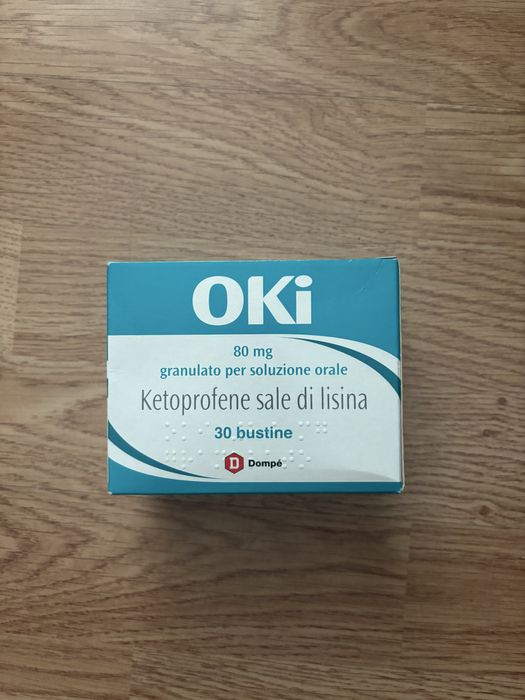 OKi
80 mg
granulato per soluzione orale
Ketoprofene sale di lisina
30 bustine
D Dompé